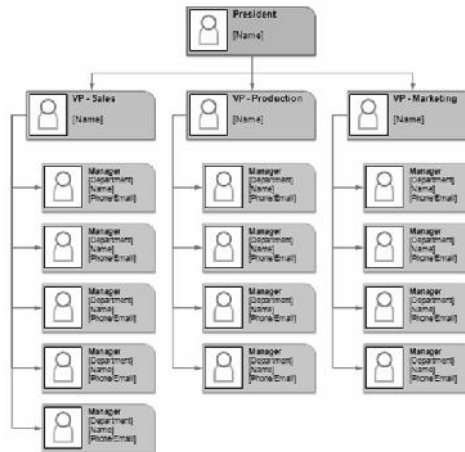 President
[Name]
VP - Sales
[Name]
VP - Production
[Name]
VP - Marketing
[Name]
Manager
[Department]
[Name]
[Phone/Email]
Manager
[Department]
[Name]
[Phone/Email]
Manager
[Department]
[Name]
[Phone/Email]
Manager
[Department]
[Name]
[Phone/Email]
Manager
[Department]
[Name]
[Phone/Email]
Manager
[Department]
[Name]
[Phone/Email]
Manager
[Department]
[Name]
[Phone/Email]
Manager
[Department]
[Name]
[Phone/Email]
Manager
[Department]
[Name]
[Phone/Email]
Manager
[Department]
[Name]
[Phone/Email]
Manager
[Department]
[Name]
[Phone/Email]
Manager
[Department]
[Name]
[Phone/Email]
Manager
[Department]
[Name]
[Phone/Email]